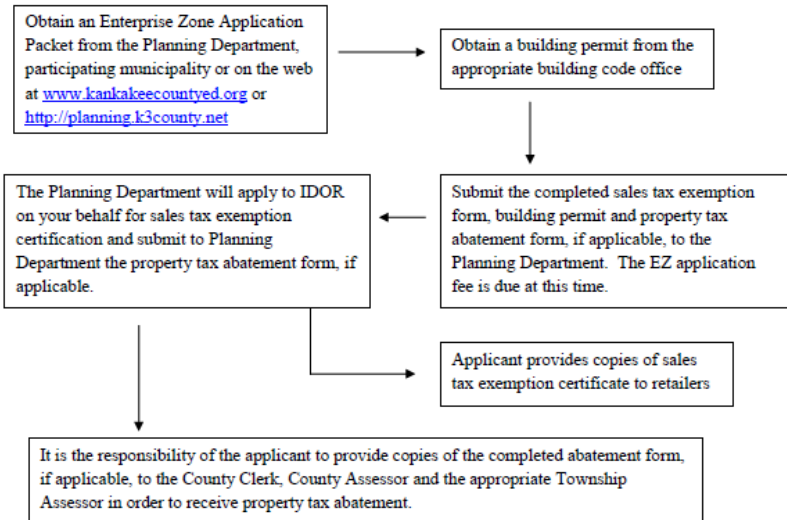 Obtain an Enterprise Zone Application
Packet from the Planning Department,
participating municipality or on the web
at www.kankakeecountyed.org or
http://planning.k3county.net
Obtain a building permit from the
appropriate building code office
Submit the completed sales tax exemption
form, building permit and property tax
abatement form, if applicable, to the
Planning Department.  The EZ application
fee is due at this time.
The Planning Department will apply to IDOR
on your behalf for sales tax exemption
certification and submit to Planning
Department the property tax abatement form, if
applicable.
Applicant provides copies of sales
tax exemption certificate to retailers
It is the responsibility of the applicant to provide copies of the completed abatement form,
if applicable, to the County Clerk, County Assessor and the appropriate Township
Assessor in order to receive property tax abatement.